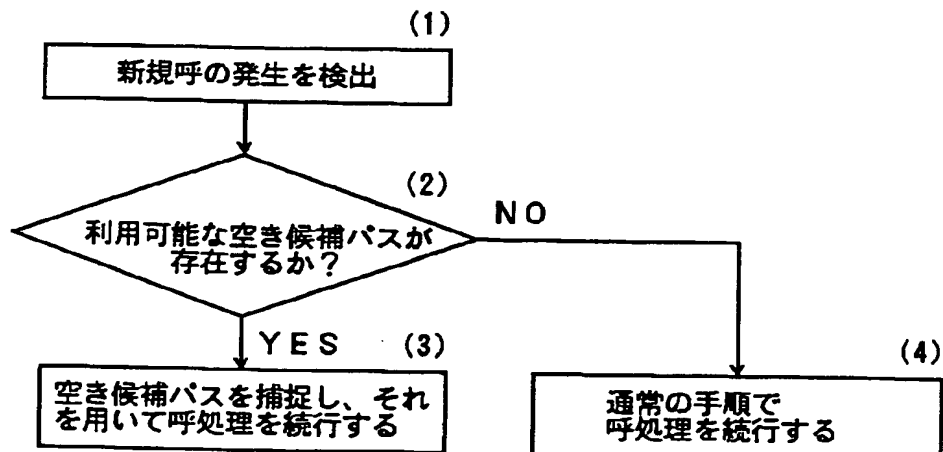 (1)
新規呼の発生を検出
(2)
利用可能な空き候補パスが
存在するか?
NO
YES
(3)
空き候補パスを捕捉し、それ
を用いて呼処理を続行する
(4)
通常の手順で
呼処理を続行する